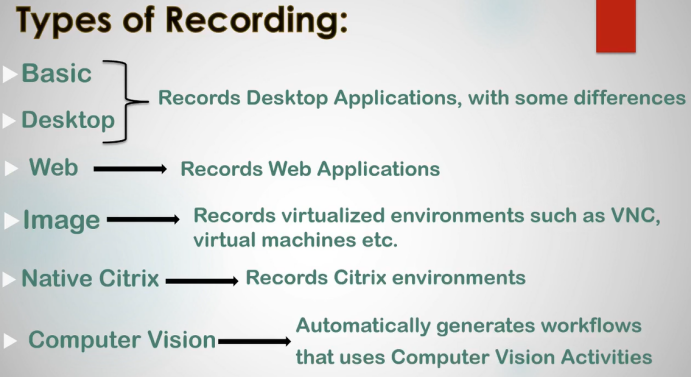 Types of Recording:
Basic
Records Desktop Applications, with some differences
Desktop
Web
Records Web Applications
Image
Records virtualized environments such as VNC,
virtual machines etc.
Native Citrix
Records Citrix environments
Computer Vision
Automatically generates workflows
that uses Computer Vision Activities